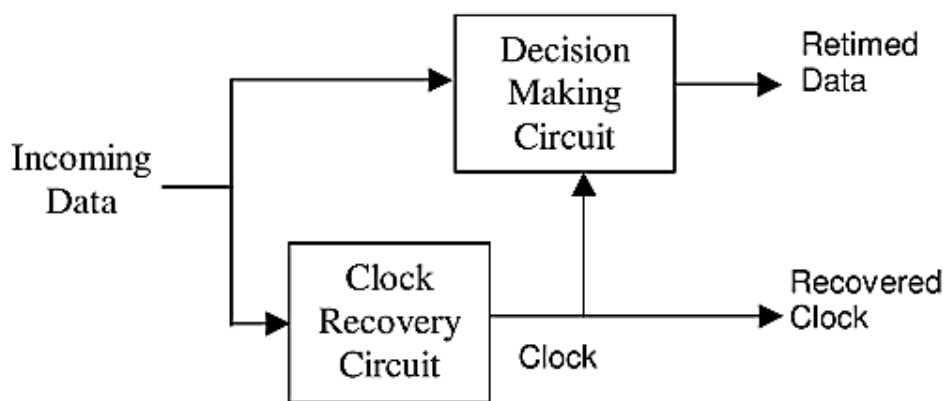 Incoming
Data
Decision
Making
Circuit
Retimed
Data
Clock
Recovery
Circuit
Clock
Recovered
Clock